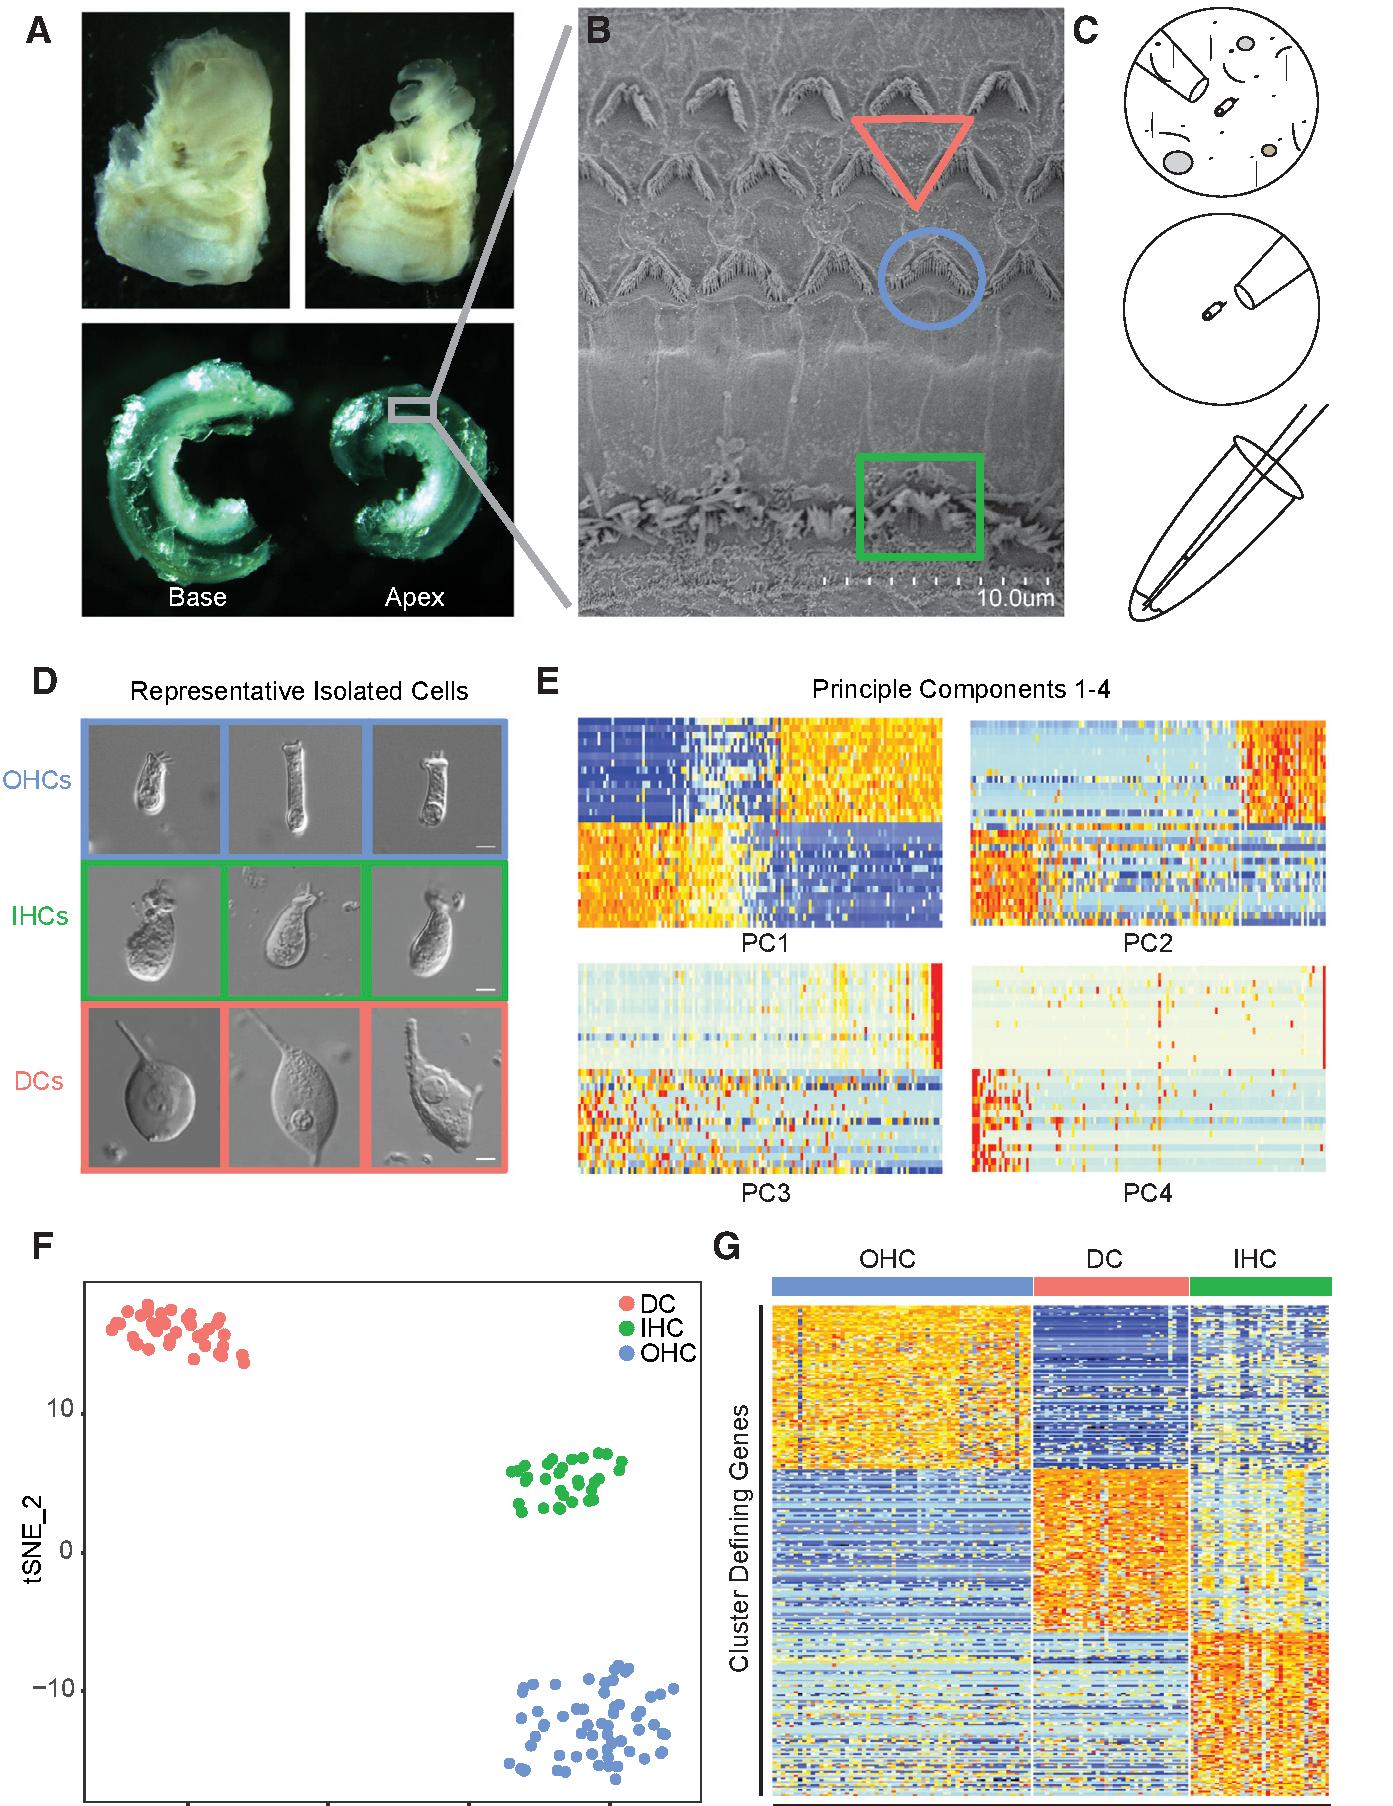 A
B
C
Base
Apex
10.0um
D
Representative Isolated Cells
OHCs
IHCs
DCs
E
Principle Components 1-4
PC1
PC2
PC3
PC4
F
DC
IHC
OHC
10
0
−10
tSNE_2
G
OHC
DC
IHC
Cluster Defining Genes